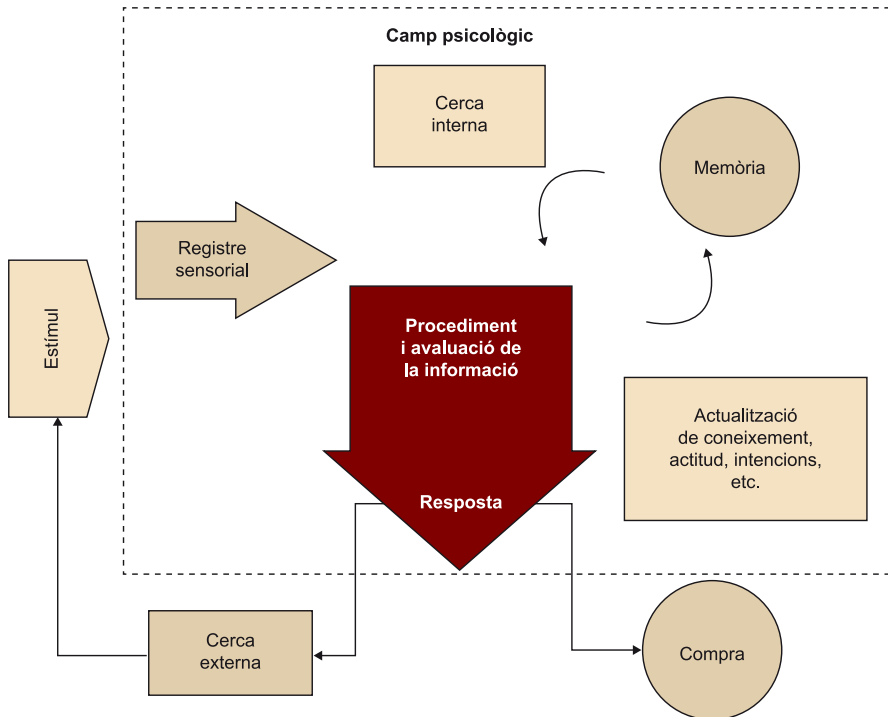 Camp psicològic
Cerca
interna
Memòria
Registre
sensorial
Estímul
Procediment
i avaluació de
la informació
Actualització
de coneixement,
actitud, intencions,
etc.
Resposta
Cerca
externa
Compra